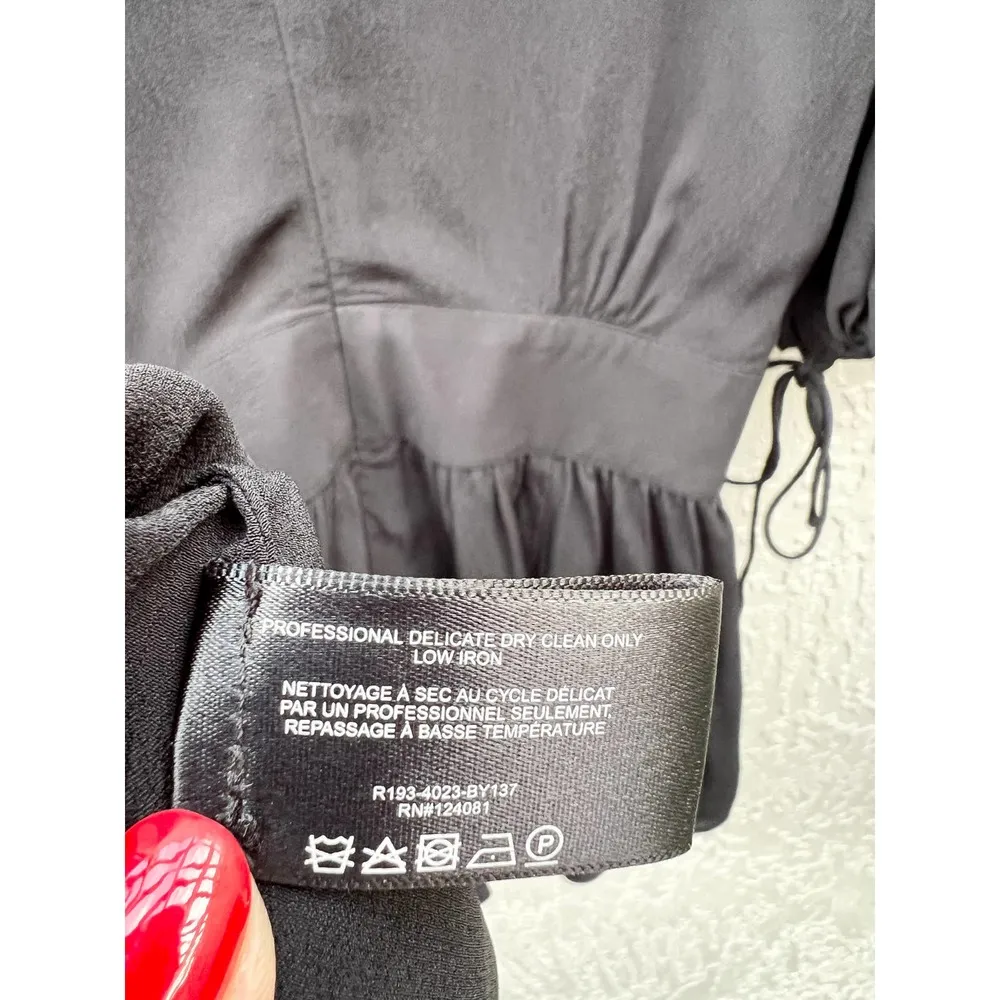 PROFESSIONAL DELICATE DRY CLEAN ONLY
LOW IRON
NETTOYAGE À SEC AU CYCLE DÉLICAT
PAR UN PROFESSIONNEL SEULEMENT,
REPASSAGE À BASSE TEMPÉRATURE
R193-4023-BY137
RN#124081
P